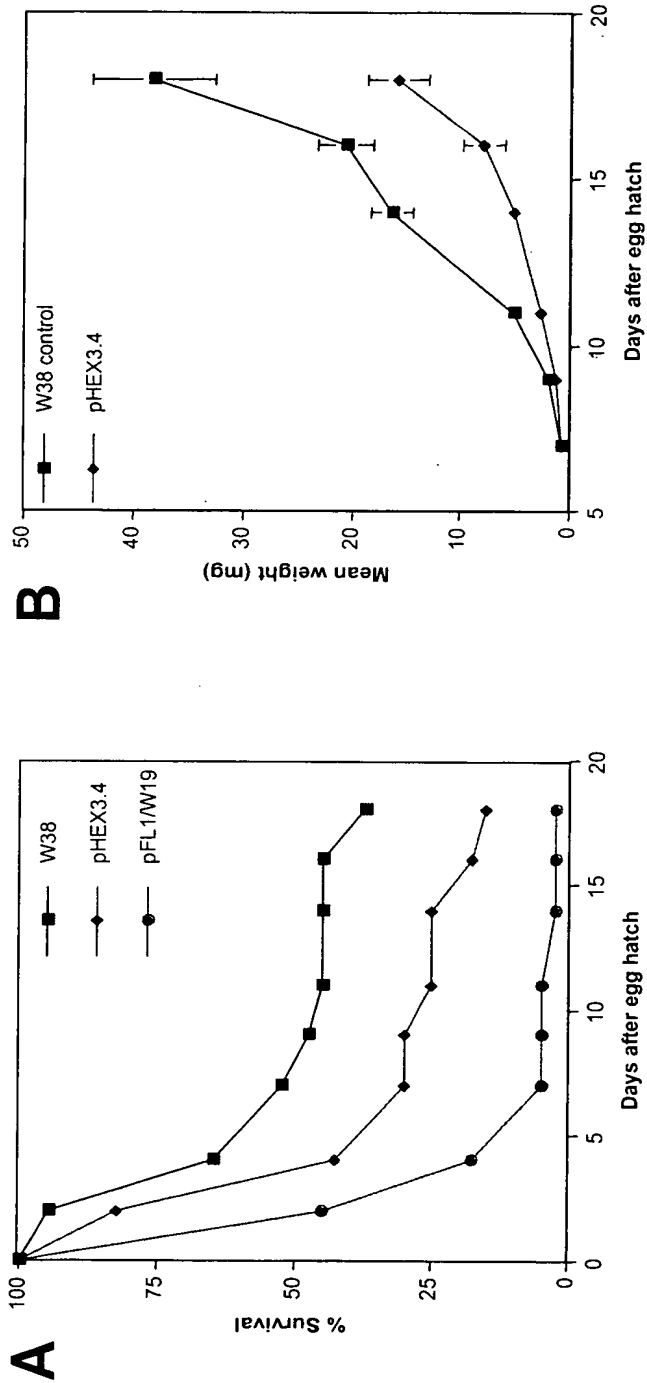 A
% Survival
100
75
50
25
0
0
5
10
15
20
Days after egg hatch
W38
pHEX3.4
pFL1/W19
B
Mean weight (mg)
50
40
30
20
10
0
5
10
15
20
Days after egg hatch
W38 control
pHEX3.4